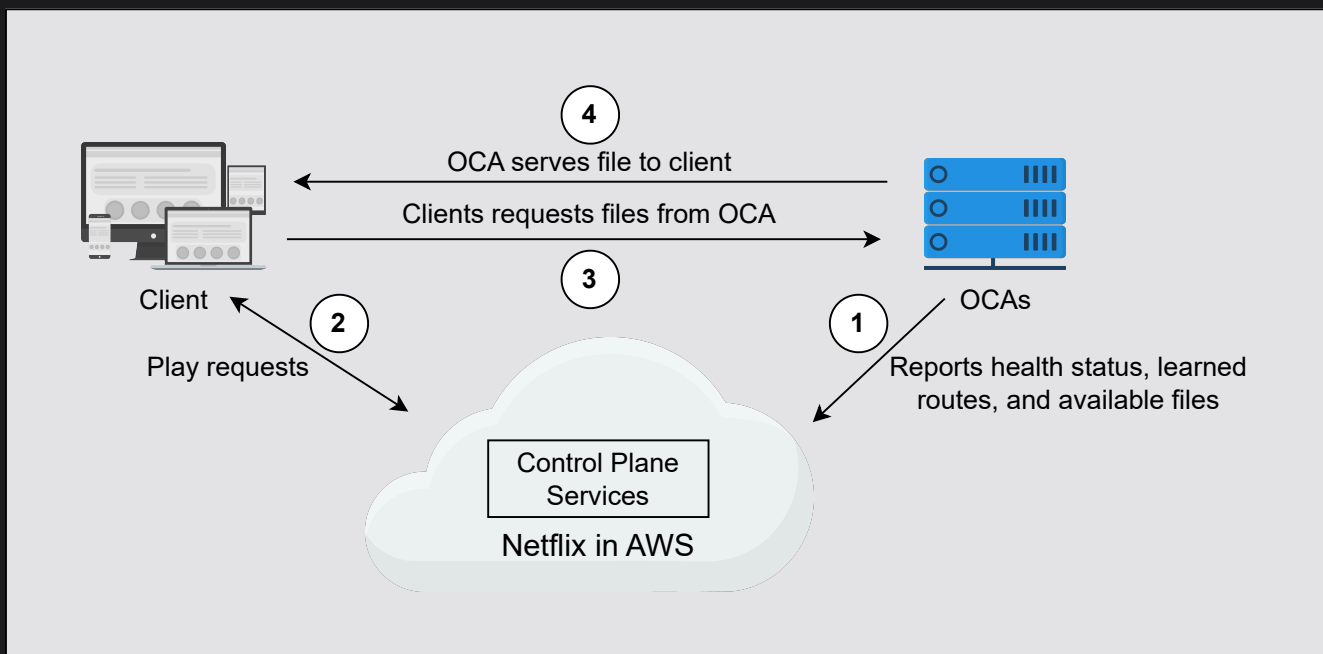 4
OCA serves file to client
Clients requests files from OCA
3
Client
OCAs
2
1
Play requests
Reports health status, learned
routes, and available files
Control Plane
Services
Netflix in AWS